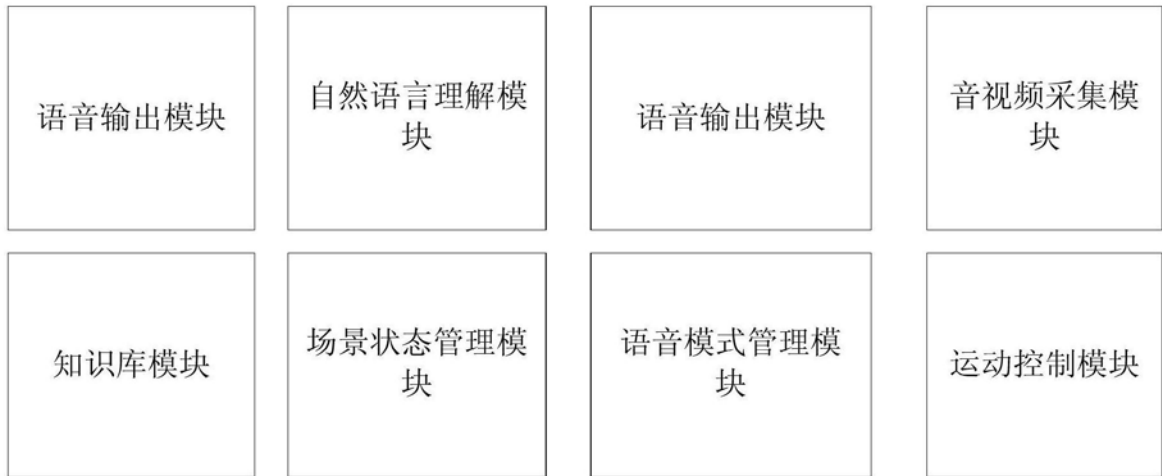 语音输出模块
自然语言理解模
块
语音输出模块
音视频采集模
块
知识库模块
场景状态管理模
块
语音模式管理模
块
运动控制模块